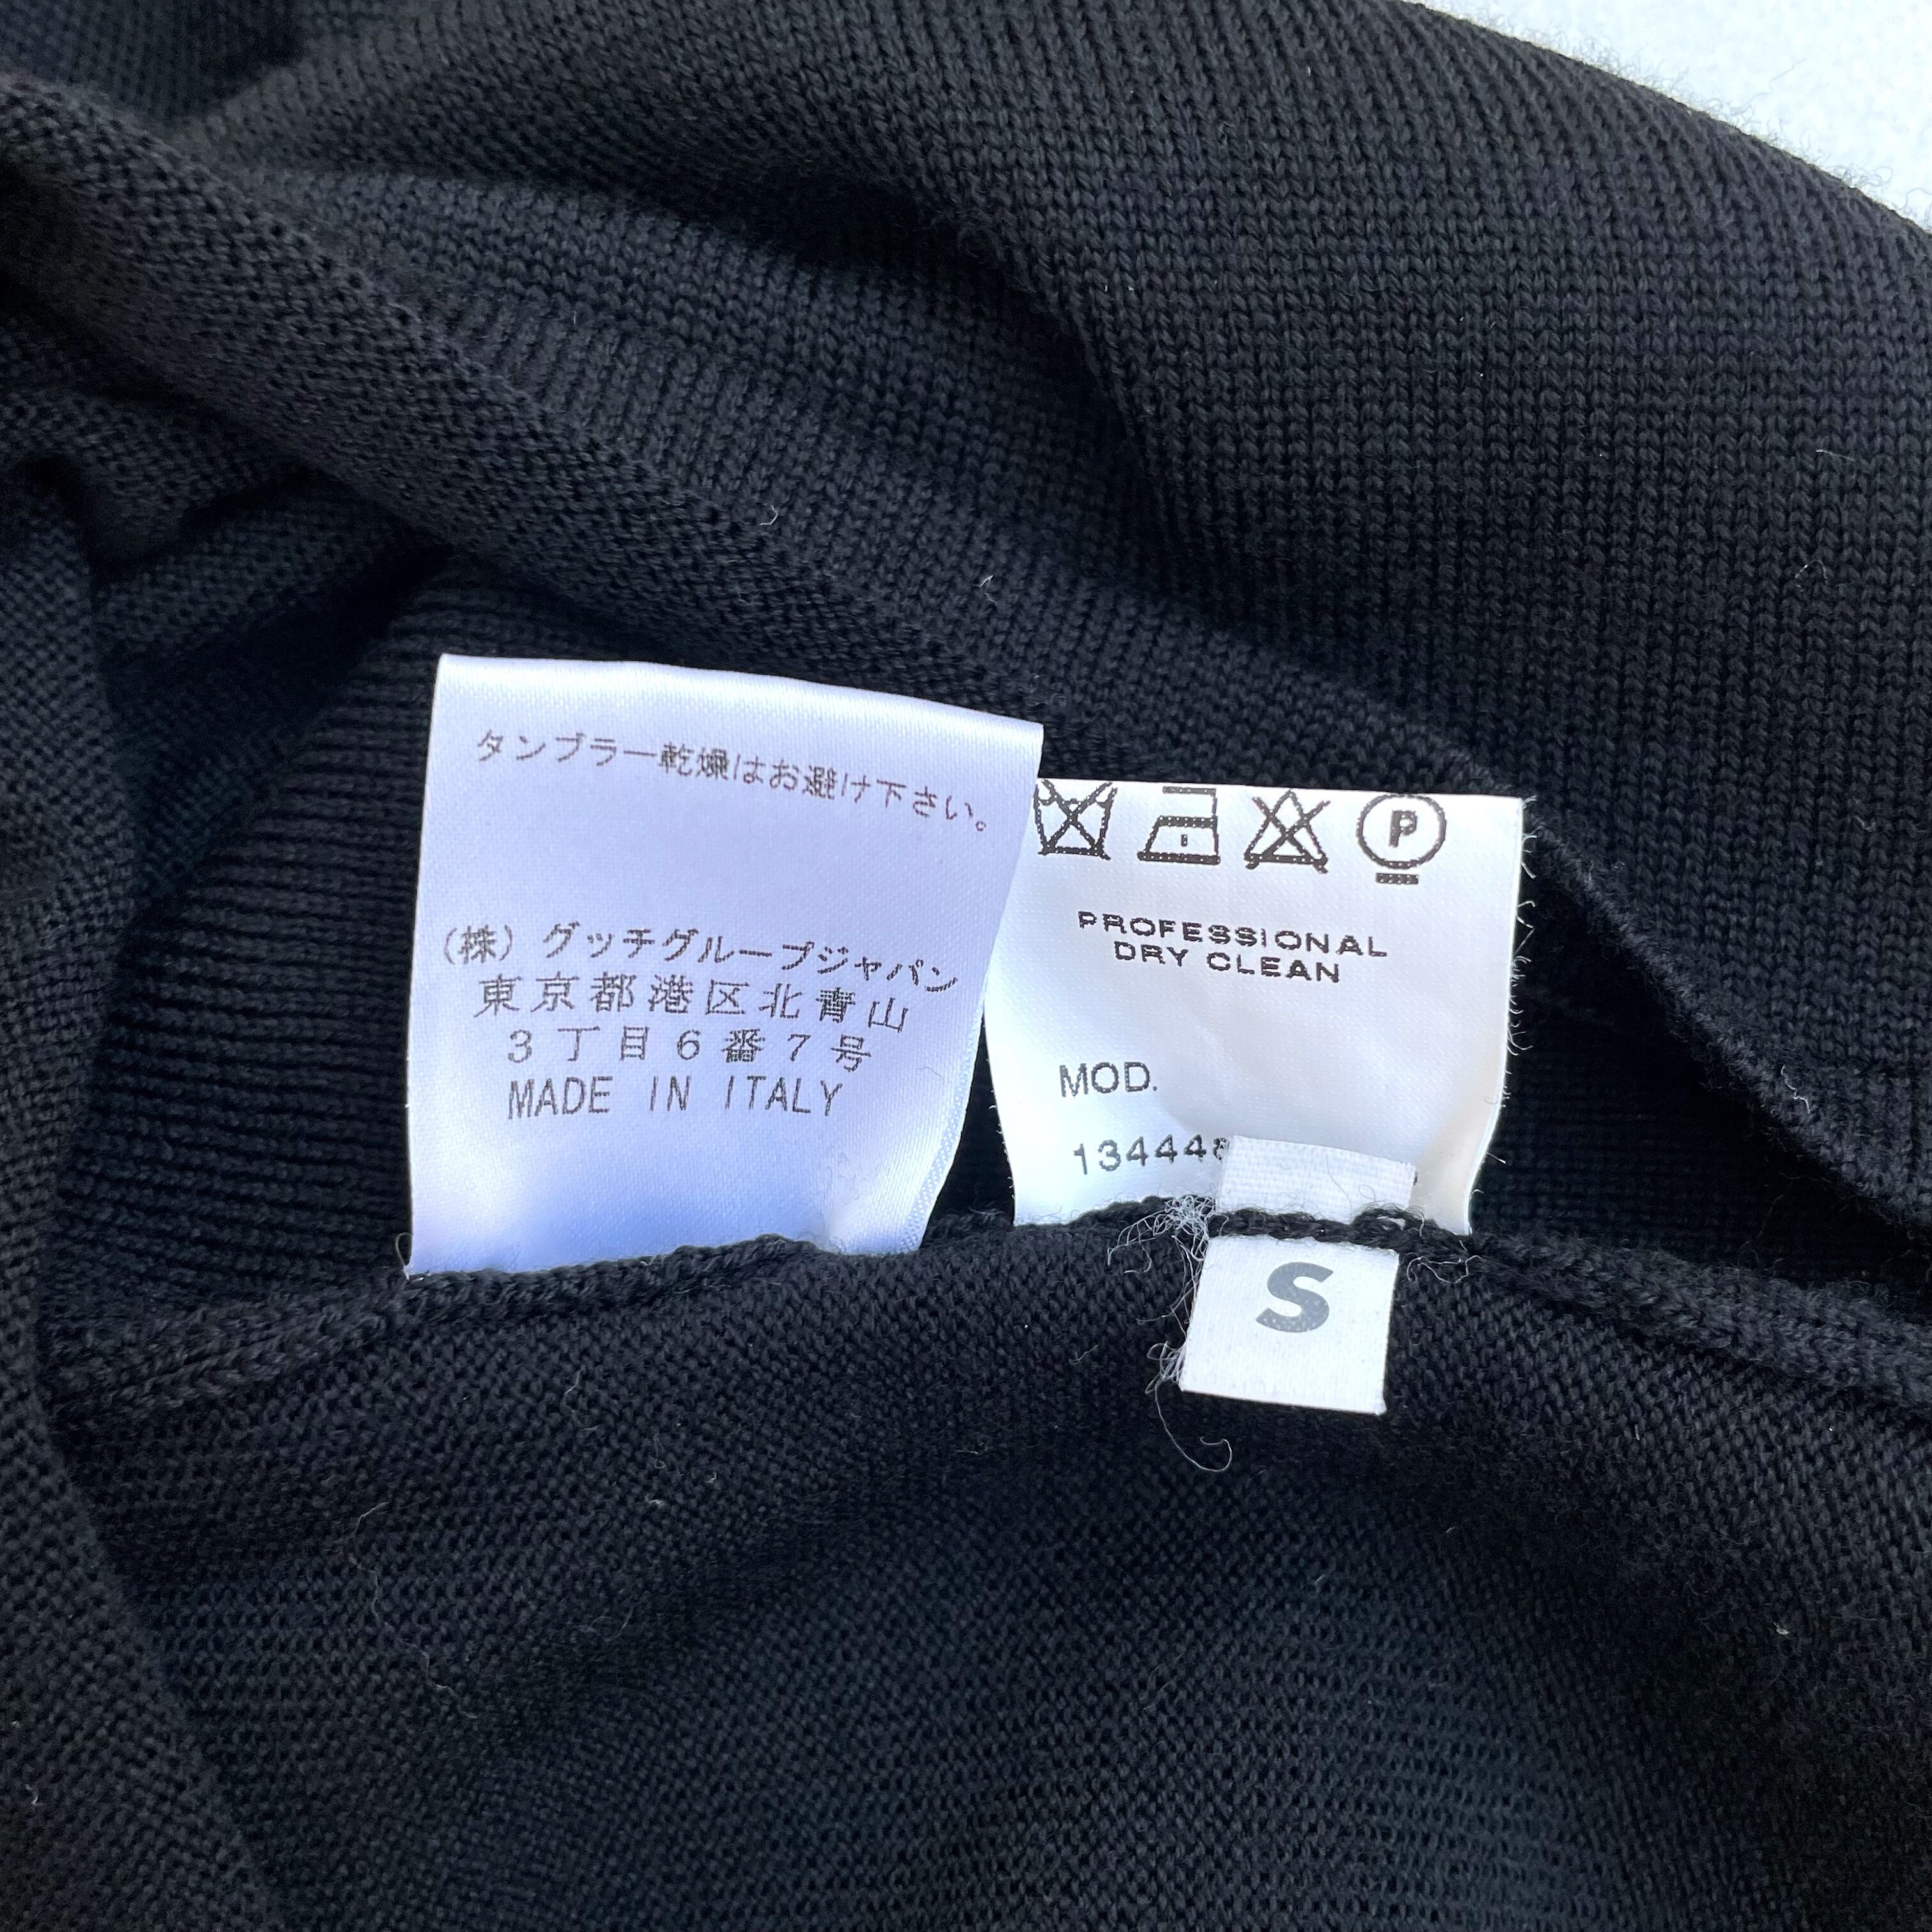 タンブラー乾燥はお避け下さい。
(株) グッチグループジャパン
東京都港区北青山
3丁目6番7号
MADE IN ITALY
P
PROFESSIONAL
DRY CLEAN
MOD.
134448
S